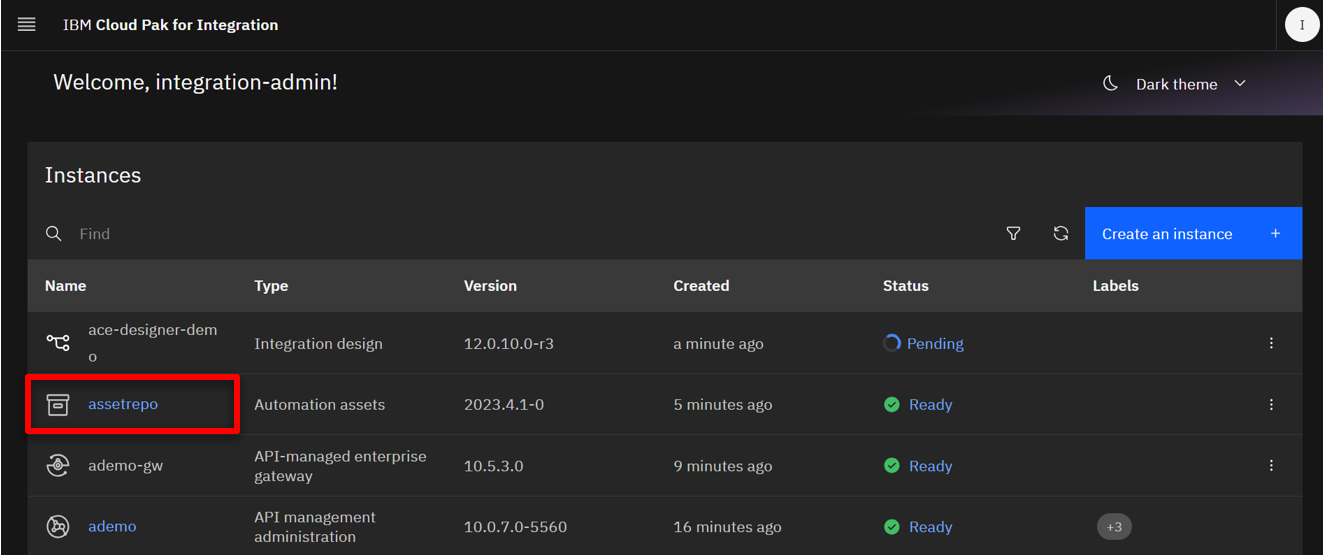 IBM Cloud Pak for Integration
I
Welcome, integration-admin!
Dark theme
Instances
Find
Create an instance +
Name Type Version Created Status Labels
ace-designer-dem
o
Integration design 12.0.10.0-r3 a minute ago Pending
assetrepo Automation assets 2023.4.1-0 5 minutes ago Ready
ademo-gw
API-managed enterprise
gateway
10.5.3.0 9 minutes ago Ready
ademo
API management
administration
10.0.7.0-5560 16 minutes ago Ready +3